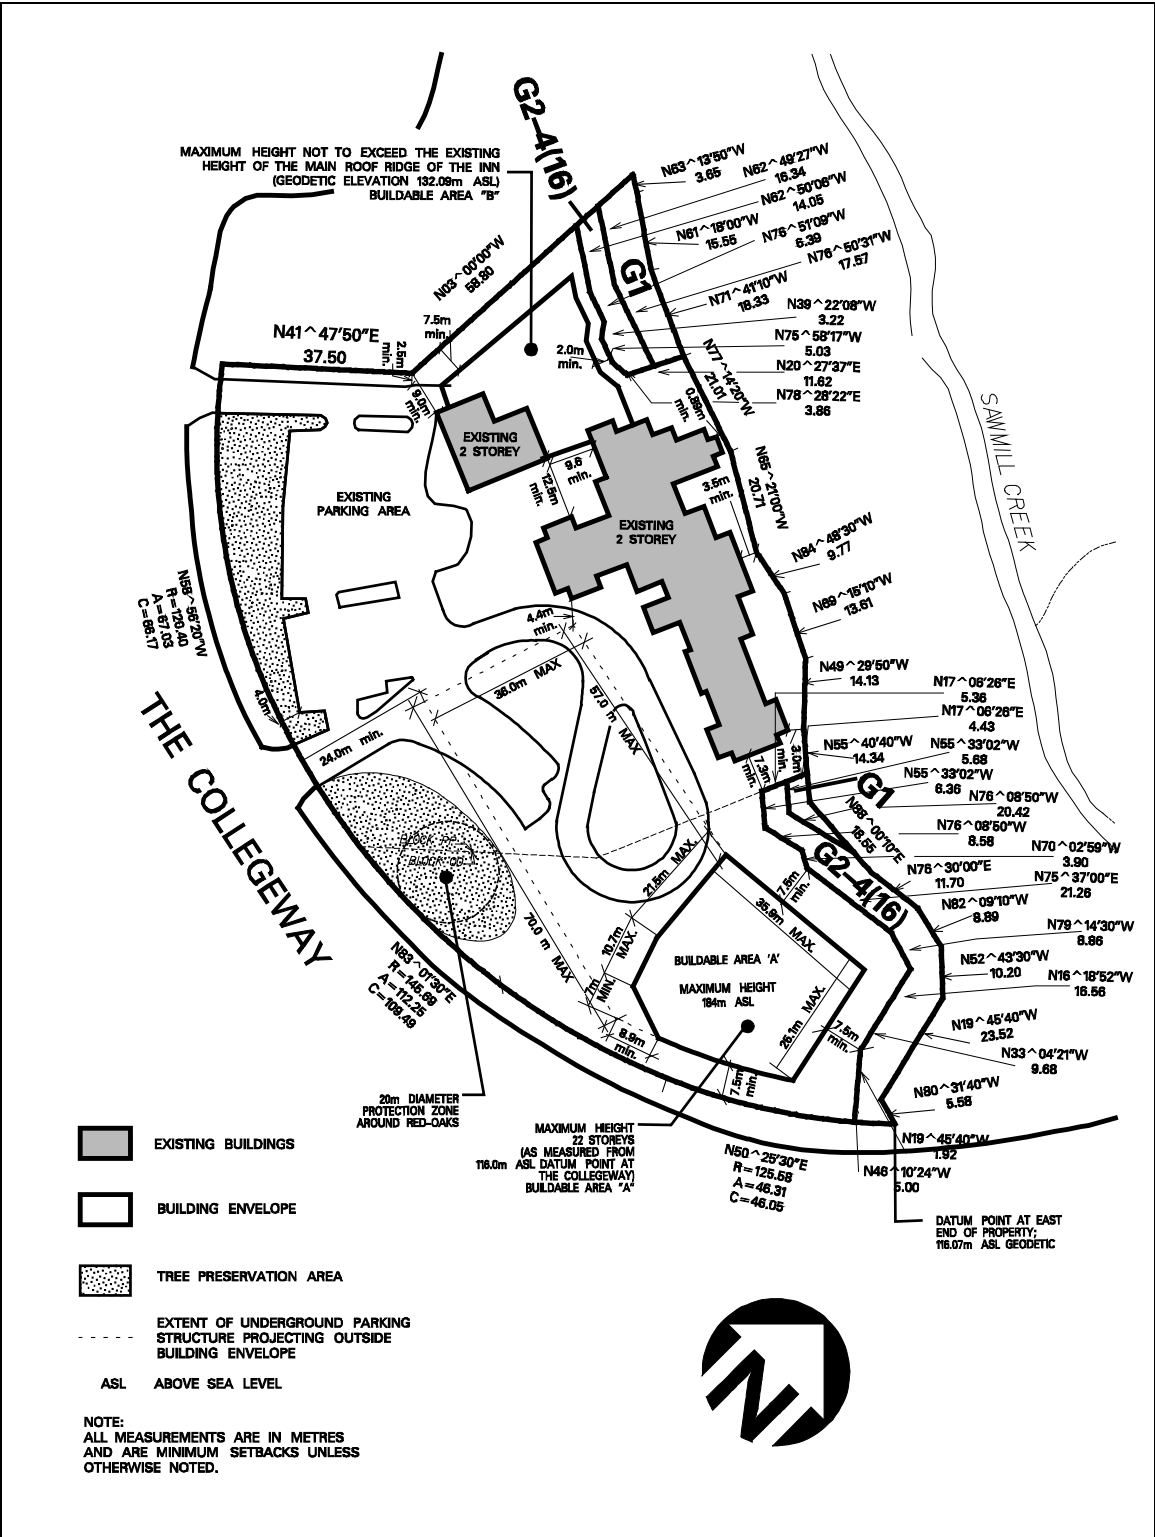 G2-4(16)
MAXIMUM HEIGHT NOT TO EXCEED THE EXISTING
HEIGHT OF THE MAIN ROOF RIDGE OF THE INN
(GEODETIC ELEVATION 132.09m ASL)
BUILDABLE AREA "B"
N63^13'50"W
3.65
N62^49'27"W
16.34
N62^50'06"W
14.05
N61^18'00"W
15.55
N76^51'09"W
6.39
N76^50'31"W
17.57
G1
N03^00'00"W
58.80
N71^41'10"W
18.33
N39^22'08"W
3.22
N41^47'50"E
37.50
7.5m
min.
2.5m
min.
9.0m
min.
2.0m
min.
N75^58'17"W
5.03
N20^27'37"E
11.62
N78^28'22"E
3.86
N77^14'20"W
21.01
0.89m
min.
SAWMILL CREEK
EXISTING
2 STOREY
9.6
min.
12.5m
min.
3.5m
min.
N65^21'00"W
20.71
EXISTING
PARKING AREA
EXISTING
2 STOREY
N84^48'30"W
9.77
N69^15'10"W
13.61
N58^56'20"W
R=120.40
A=67.03
C=66.17
4.4m
min.
36.0m MAX
57.0 m MAX
N49^29'50"W
14.13
N17^06'26"E
5.36
N17^06'26"E
4.43
4.0m
24.0m min.
N55^40'40"W
14.34
N55^33'02"W
5.68
N55^33'02"W
6.36
7.3m
min.
min.
3.0m
THE COLLEGEWAY
G1
N88^00'10"E
18.55
N76^08'50"W
20.42
N76^08'50"W
8.58
G2-4(16)
N70^02'59"W
3.90
N76^30'00"E
11.70
N75^37'00"E
21.26
21.5m MAX.
7.5m
min.
35.9m MAX.
N82^09'10"W
8.89
N79^14'30"W
8.86
N52^43'30"W
10.20
N16^18'52"W
16.56
70.0 m MAX
10.7m
MAX.
7m
MIN.
BUILDABLE AREA 'A'
MAXIMUM HEIGHT
184m ASL
26.1m MAX.
7.5m
min.
8.9m
min.
7.5m
min.
N83^01'30"E
R=145.69
A=112.25
C=109.49
N19^45'40"W
23.52
N33^04'21"W
9.68
N80^31'40"W
5.58
20m DIAMETER
PROTECTION ZONE
AROUND RED-OAKS
MAXIMUM HIEGHT
22 STOREYS
(AS MEASURED FROM
116.0m ASL DATUM POINT AT
THE COLLEGEWAY)
BUILDABLE AREA "A"
N50^25'30"E
R=125.58
A=46.31
C=46.05
N19^45'40"W
1.92
N46^10'24"W
5.00
DATUM POINT AT EAST
END OF PROPERTY;
116.07m ASL GEODETIC
EXISTING BUILDINGS
BUILDING ENVELOPE
TREE PRESERVATION AREA
EXTENT OF UNDERGROUND PARKING
STRUCTURE PROJECTING OUTSIDE
BUILDING ENVELOPE
ASL ABOVE SEA LEVEL
NOTE:
ALL MEASUREMENTS ARE IN METRES
AND ARE MINIMUM SETBACKS UNLESS
OTHERWISE NOTED.
N